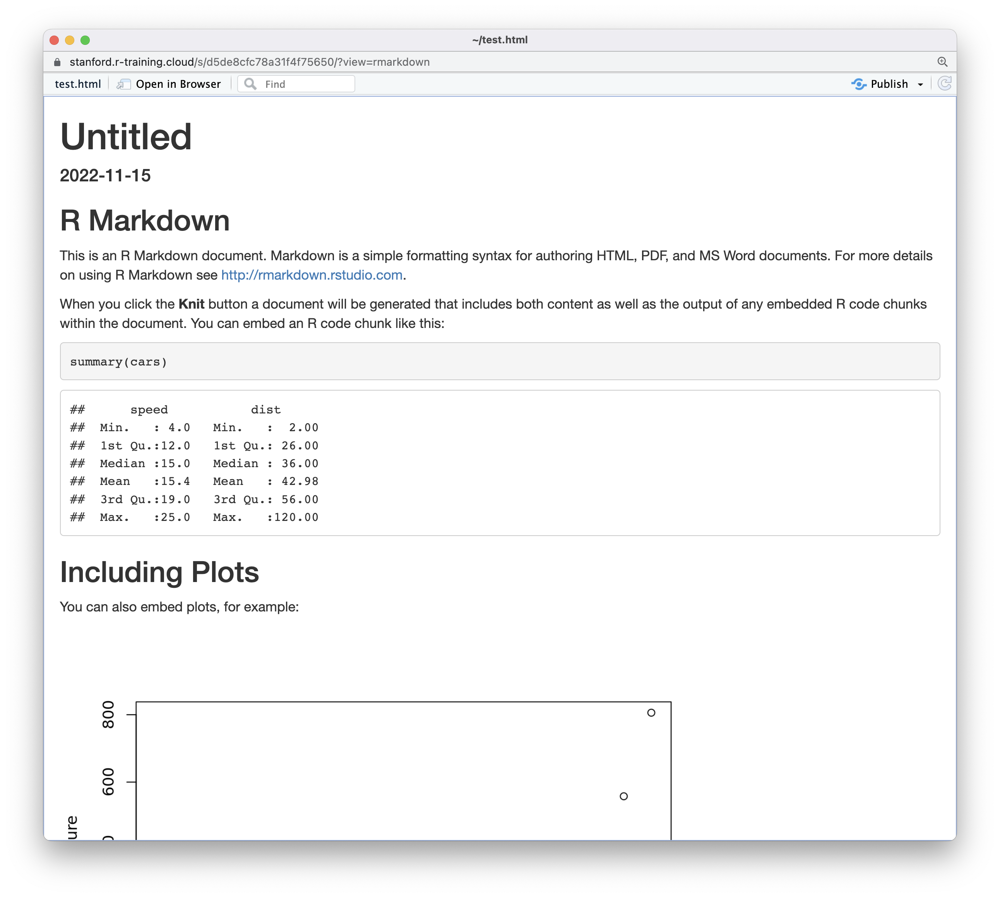 ~/test.html
stanford.r-training.cloud/s/d5de8cfc78a31f4f75650/?view=rmarkdown
test.html Open in Browser Find Publish
Untitled
2022-11-15
R Markdown
This is an R Markdown document. Markdown is a simple formatting syntax for authoring HTML, PDF, and MS Word documents. For more details
on using R Markdown see http://rmarkdown.rstudio.com.
When you click the Knit button a document will be generated that includes both content as well as the output of any embedded R code chunks
within the document. You can embed an R code chunk like this:
summary(cars)
##      speed           dist
##  Min.   : 4.0   Min.   :  2.00
##  1st Qu.:12.0   1st Qu.: 26.00
##  Median :15.0   Median : 36.00
##  Mean   :15.4   Mean   : 42.98
##  3rd Qu.:19.0   3rd Qu.: 56.00
##  Max.   :25.0   Max.   :120.00
Including Plots
You can also embed plots, for example:
800
600
ure